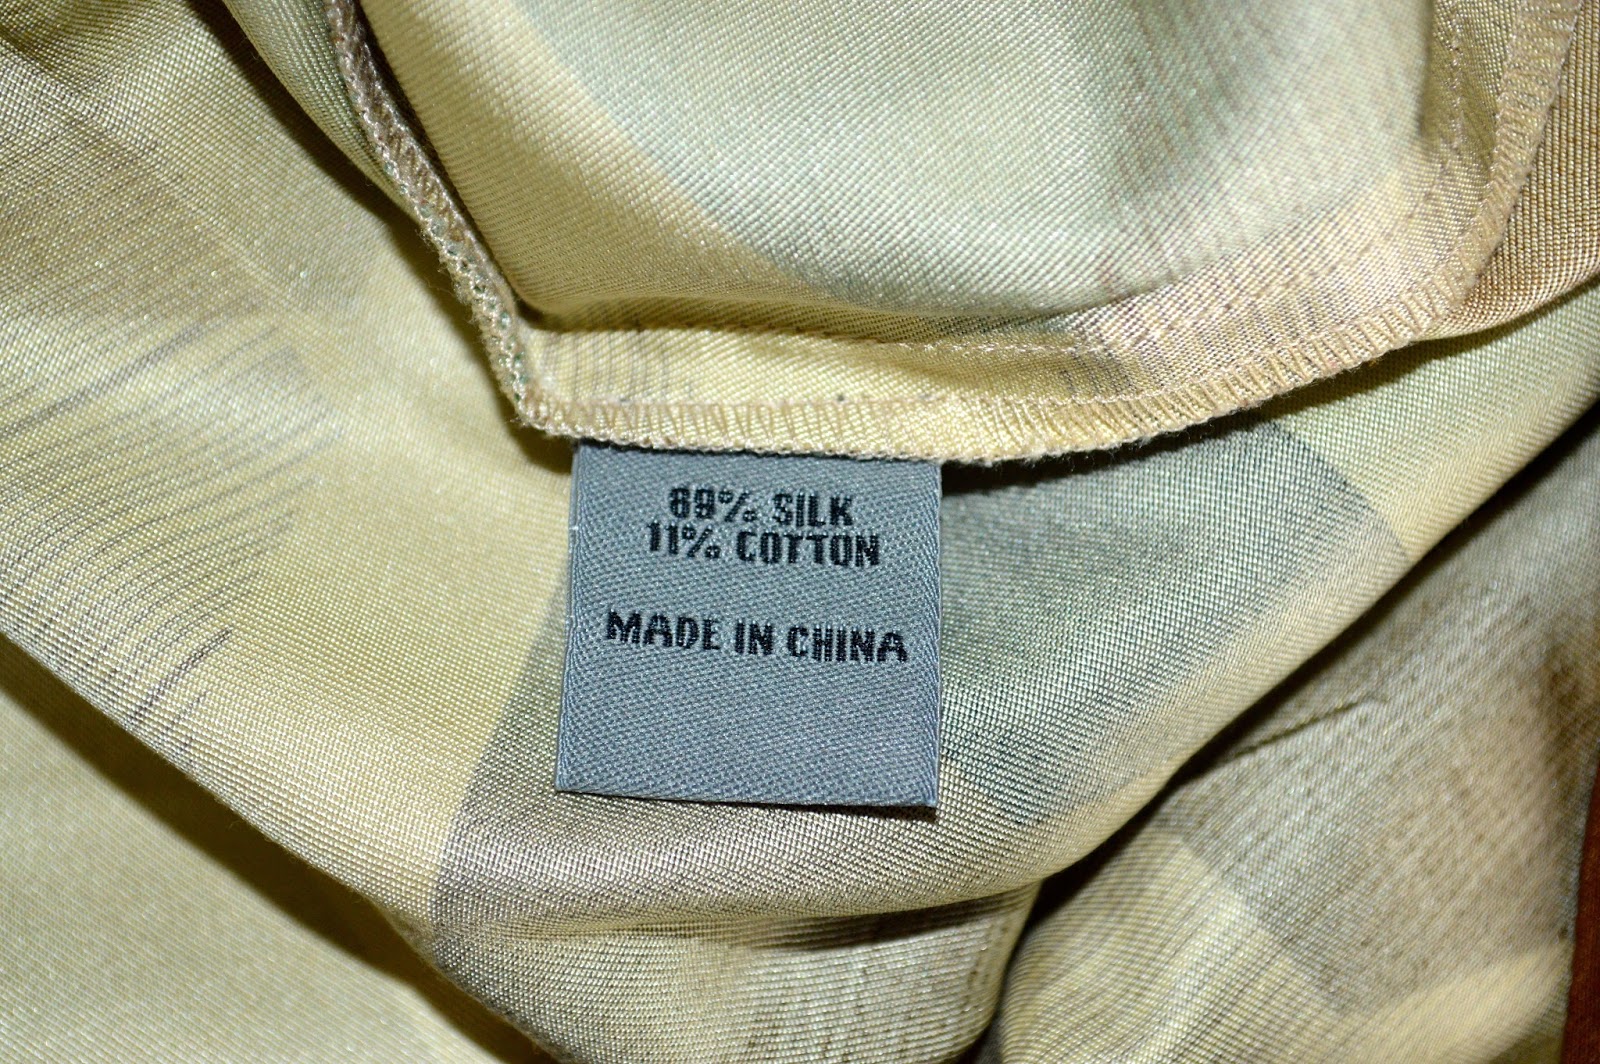 89% SILK
11% COTTON
MADE IN CHINA